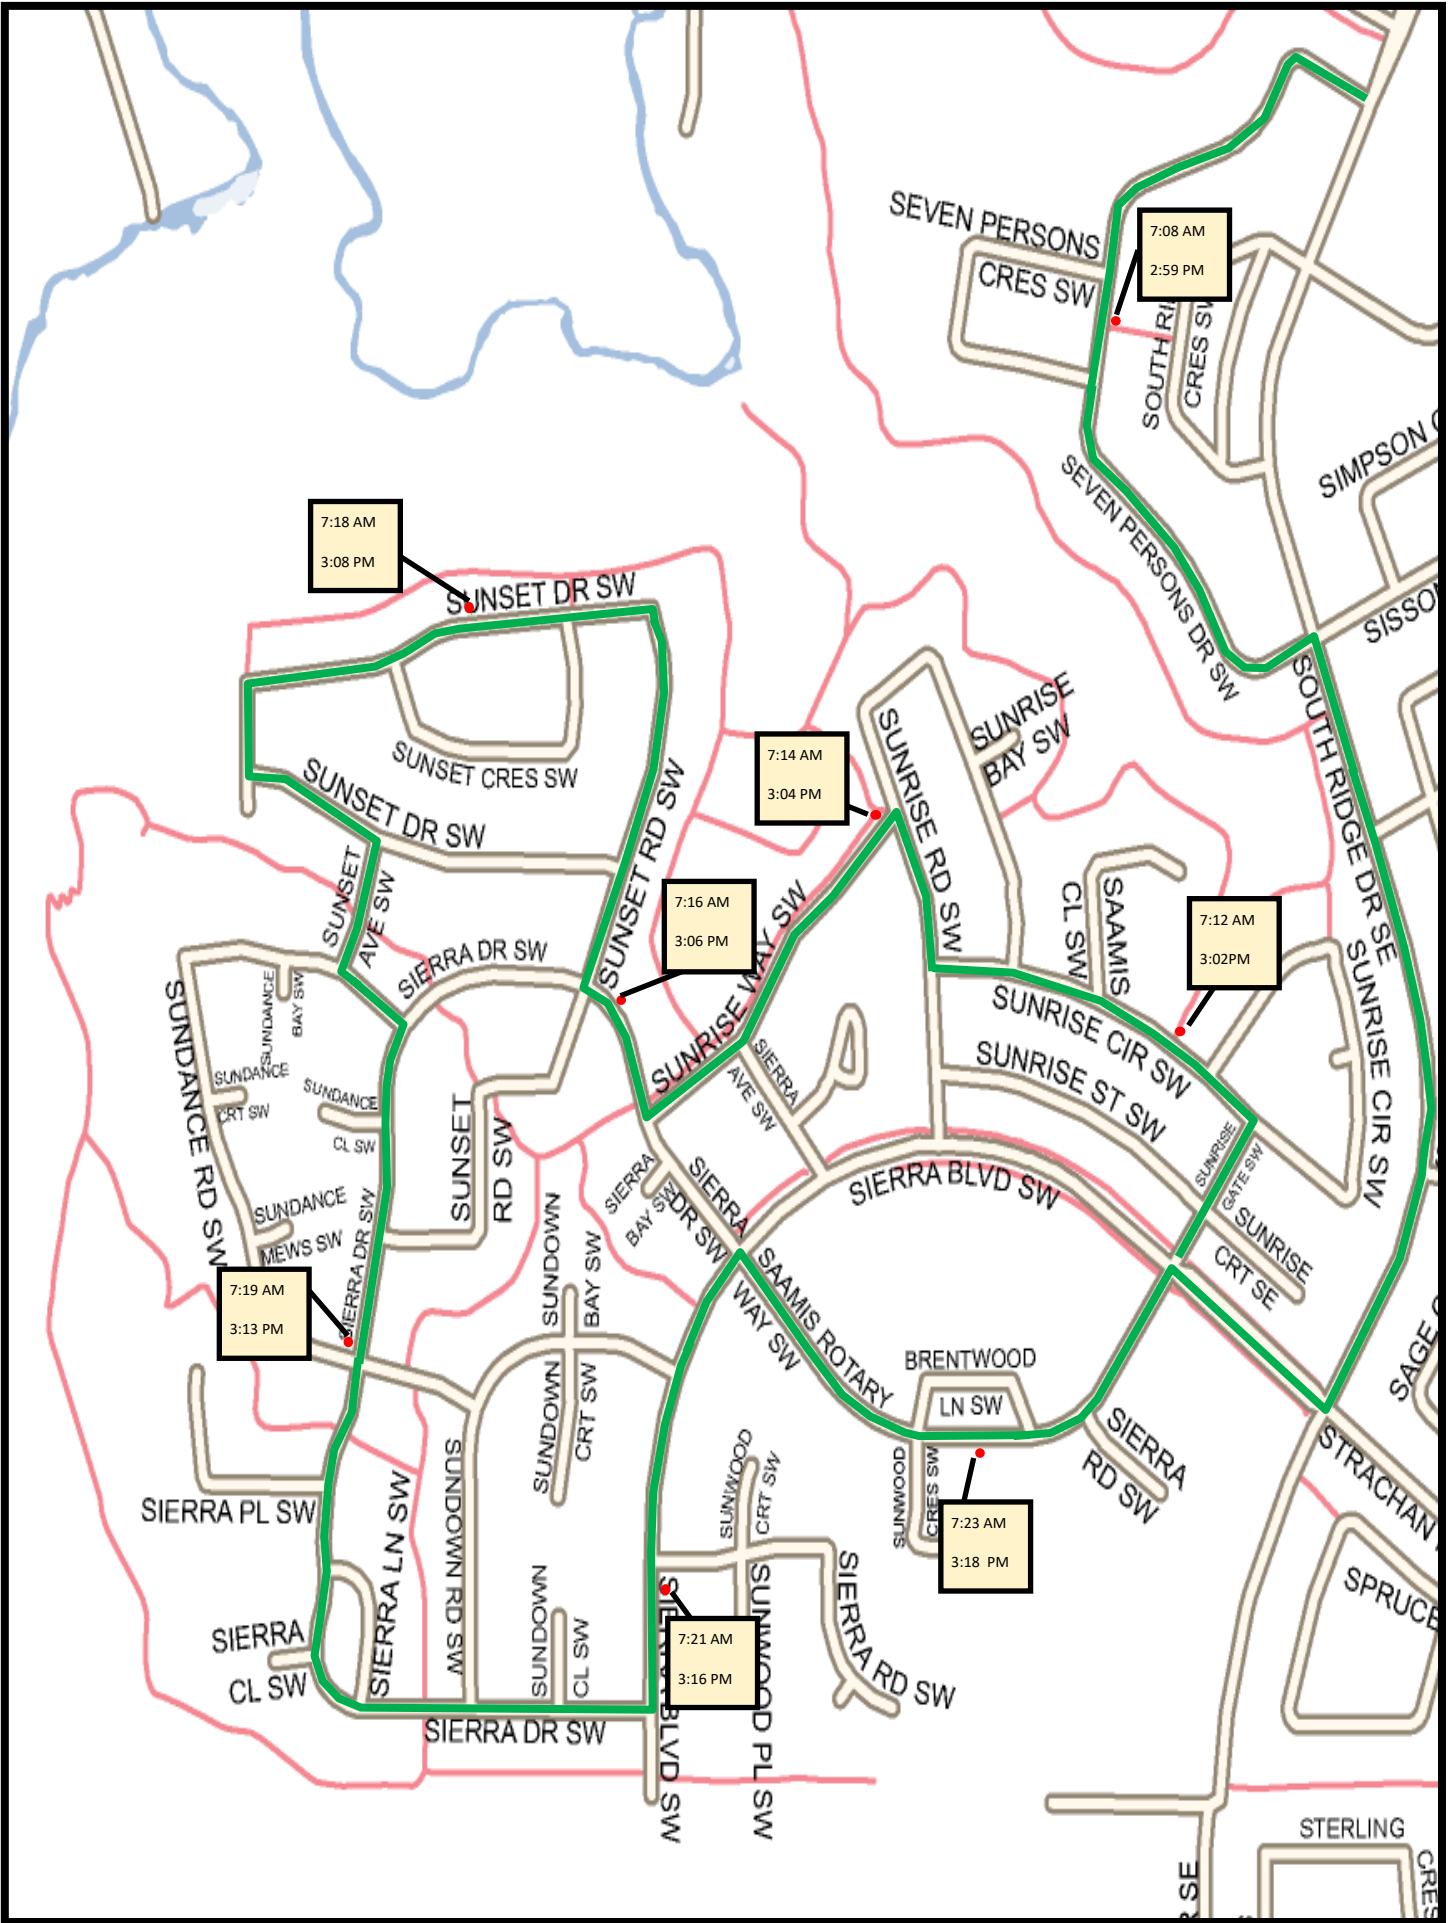 SEVEN PERSONS
CRES SW
7:08 AM
2:59 PM
SOUTH RI
CRES SW
SIMPSON
SEVEN PERSONS DR SW
SISSON
7:18 AM
3:08 PM
SUNSET DR SW
SUNSET CRES SW
SUNSET DR SW
SUNSET
AVE SW
SUNSET RD SW
7:14 AM
3:04 PM
SUNRISE
BAY SW
SUNRISE RD SW
SOUTH RIDGE DR SE
7:16 AM
3:06 PM
SUNRISE WAY SW
SAAMIS
CL SW
7:12 AM
3:02PM
SUNRISE CIR SW
SUNRISE CIR SW
SUNRISE ST SW
SUNRISE
GATE SW
SUNRISE
CRT SE
SIERRA DR SW
SUNDANCE
BAY SW
SUNDANCE RD SW
SUNDANCE
CRT SW
SUNDANCE
CL SW
SUNDANCE
MEWS SW
SIERRA DR SW
SUNSET
RD SW
SIERRA
AVE SW
SIERRA BLVD SW
SIERRA
BAY SW
SIERRA
DR SW
SUNDOWN
BAY SW
7:19 AM
3:13 PM
SAAMIS ROTARY
WAY SW
BRENTWOOD
LN SW
SUNDOWN
CRT SW
SIERRA
RD SW
SUNWOOD
CRES SW
SUNWOOD
CRT SW
7:23 AM
3:18 PM
SAGE
STRACHAN
SPRUCE
SIERRA PL SW
SIERRA LN SW
SUNDOWN RD SW
SUNDOWN
CL SW
SIERRA
CL SW
SIERRA DR SW
7:21 AM
3:16 PM
SIERRA BLVD SW
SUNWOOD PL SW
SIERRA RD SW
STERLING
CRES
R SE